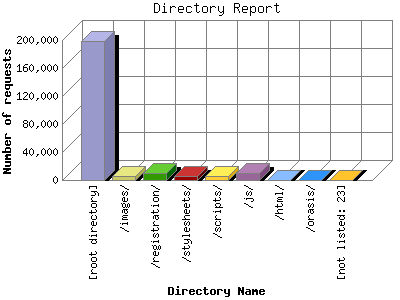 Directory Report
Number of requests
200,000
160,000
120,000
80,000
40,000
0
[root directory]
/images/
/registration/
/stylesheets/
/scripts/
/js/
/html/
/orasis/
[not listed: 23]
Directory Name